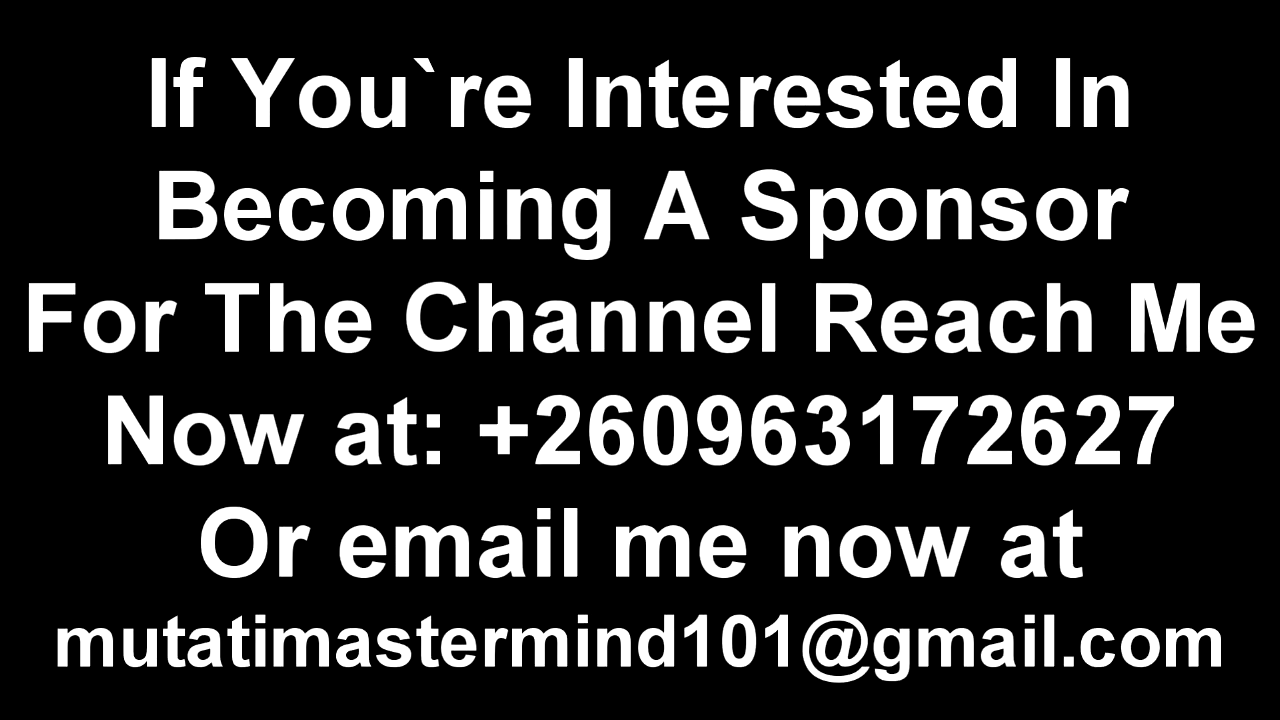 If You`re Interested In
Becoming A Sponsor
For The Channel Reach Me
Now at: +260963172627
Or email me now at
mutatimastermind101@gmail.com